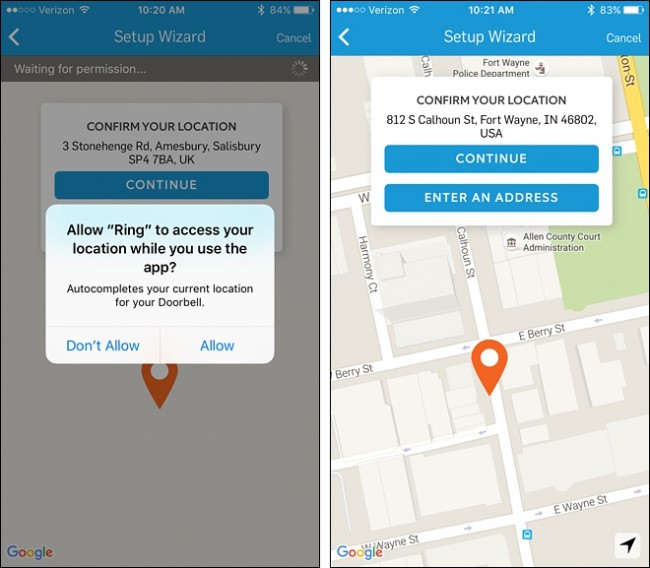 Verizon 10:20 AM 84%
Setup Wizard Cancel
Waiting for permission...
CONFIRM YOUR LOCATION
3 Stonehenge Rd, Amesbury, Salisbury
SP4 7BA, UK
CONTINUE
Allow “Ring” to access your
location while you use the
app?
Autocompletes your current location
for your Doorbell.
Don’t Allow Allow
Google
Verizon 10:21 AM 83%
Setup Wizard Cancel
Fort Wayne
Police Department
CONFIRM YOUR LOCATION
812 S Calhoun St, Fort Wayne, IN 46802,
USA
CONTINUE
ENTER AN ADDRESS
Calhoun St
Harmony Ct
Allen County Court
Administration
E Berry St
Berry St
E Wayne St
W Wayne St
Google